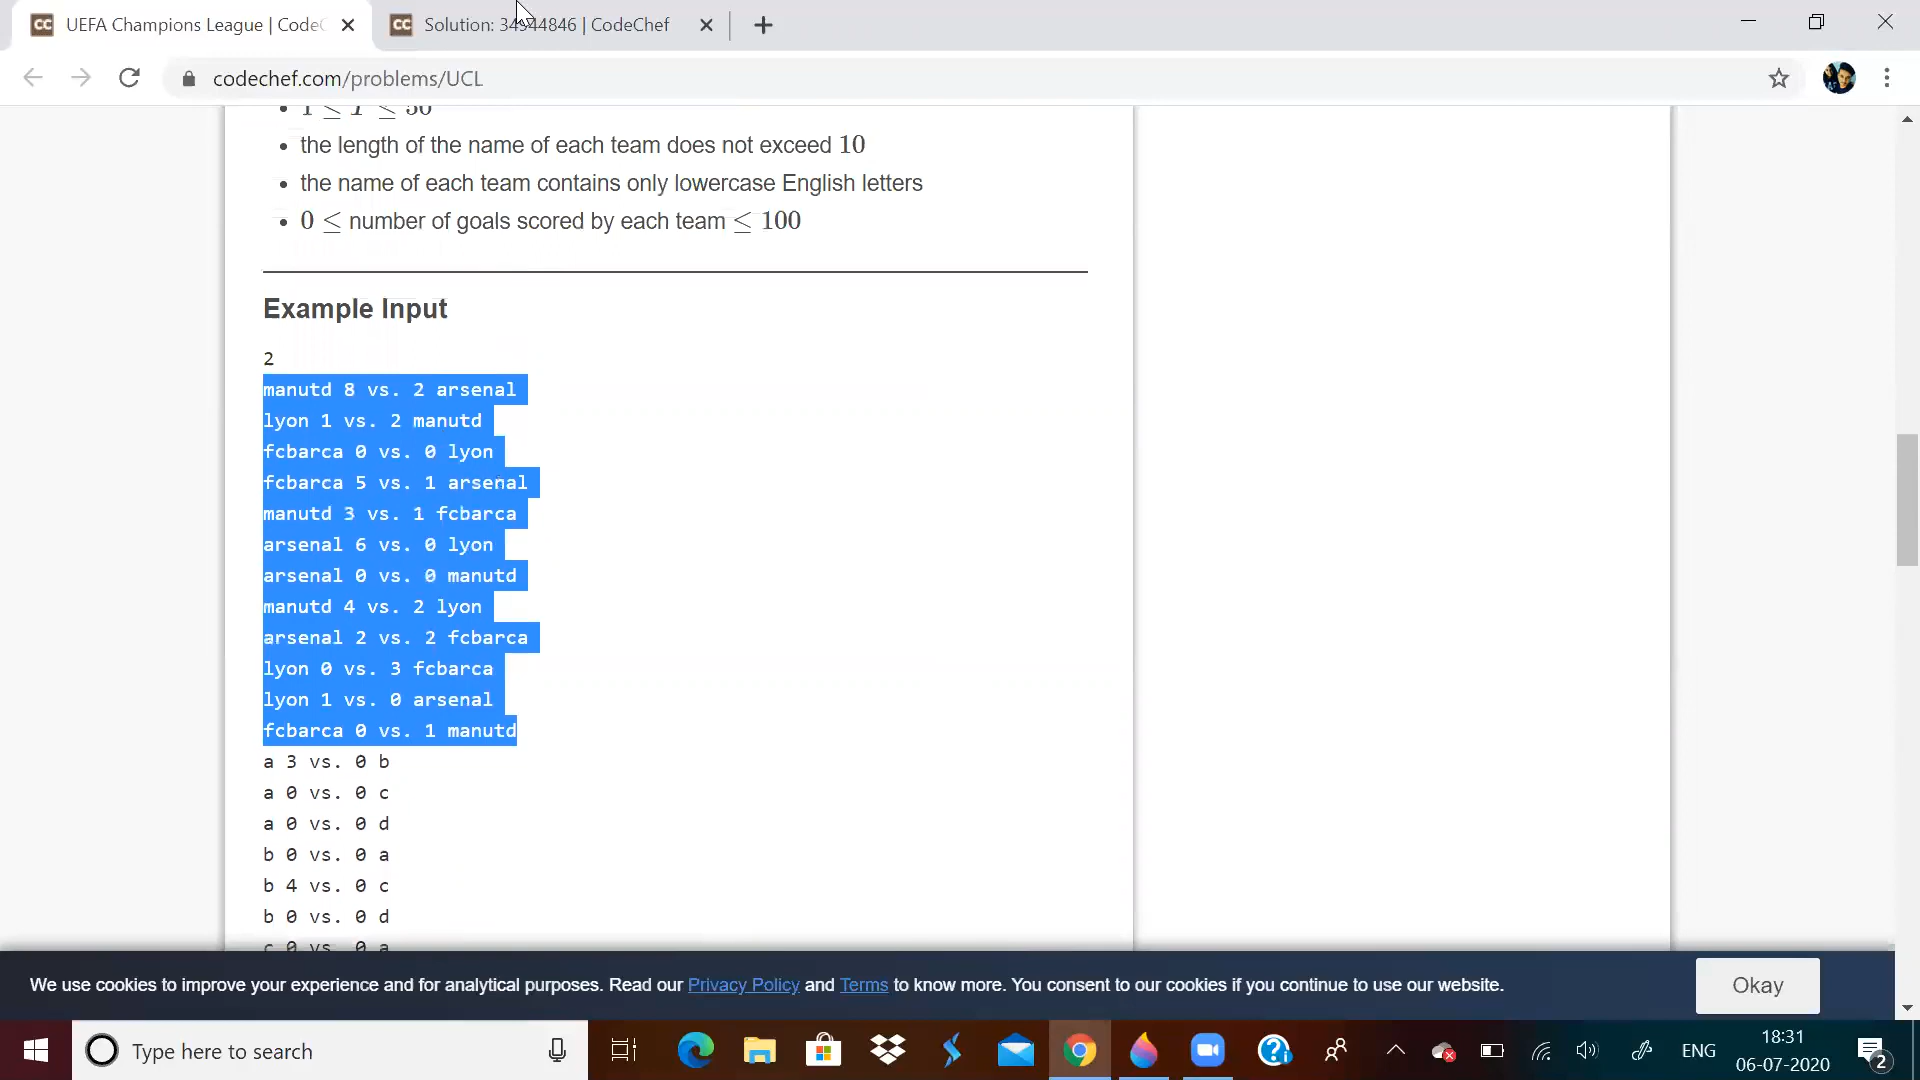 UEFA Champions League | CodeC
Solution: 34944846 | CodeChef
codechef.com/problems/UCL
1 ≤ T ≤ 50
the length of the name of each team does not exceed 10
the name of each team contains only lowercase English letters
0 ≤ number of goals scored by each team ≤ 100
Example Input
2
manutd 8 vs. 2 arsenal
lyon 1 vs. 2 manutd
fcbarca 0 vs. 0 lyon
fcbarca 5 vs. 1 arsenal
manutd 3 vs. 1 fcbarca
arsenal 6 vs. 0 lyon
arsenal 0 vs. 0 manutd
manutd 4 vs. 2 lyon
arsenal 2 vs. 2 fcbarca
lyon 0 vs. 3 fcbarca
lyon 1 vs. 0 arsenal
fcbarca 0 vs. 1 manutd
a 3 vs. 0 b
a 0 vs. 0 c
a 0 vs. 0 d
b 0 vs. 0 a
b 4 vs. 0 c
b 0 vs. 0 d
c 0 vs. 0 a
We use cookies to improve your experience and for analytical purposes. Read our Privacy Policy and Terms to know more. You consent to our cookies if you continue to use our website.
Okay
Type here to search
ENG
18:31
06-07-2020
2